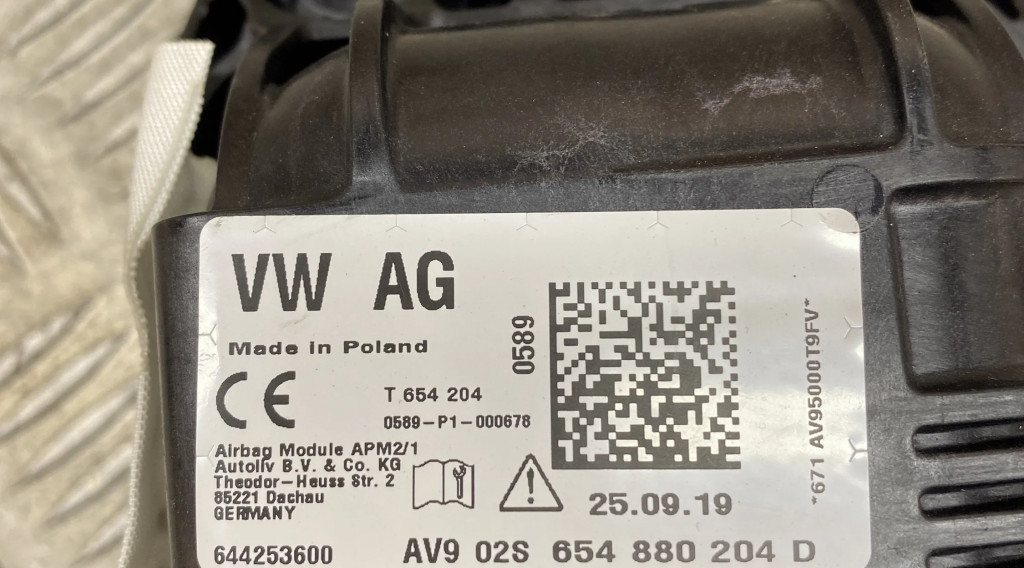 VW AG
Made in Poland
0589
CE
T 654 204
0589-P1-000678
Airbag Module APM2/1
Autoliv B.V. & Co. KG
Theodor-Heuss Str. 2
85221 Dachau
GERMANY
25.09.19
644253600
AV9 02S 654 880 204 D
*671 AV95000T9FV*